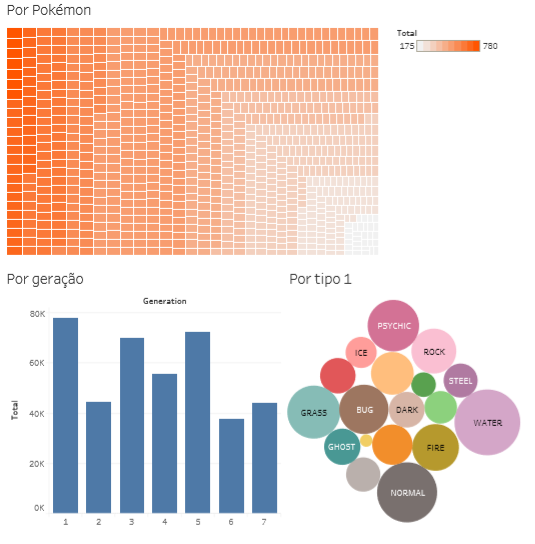 Por Pokémon
Total
175 780
Por geração
Por tipo 1
Generation
80K
60K
40K
20K
0K
Total
1 2 3 4 5 6 7
PSYCHIC
ICE
ROCK
STEEL
GRASS
BUG
DARK
WATER
GHOST
FIRE
NORMAL